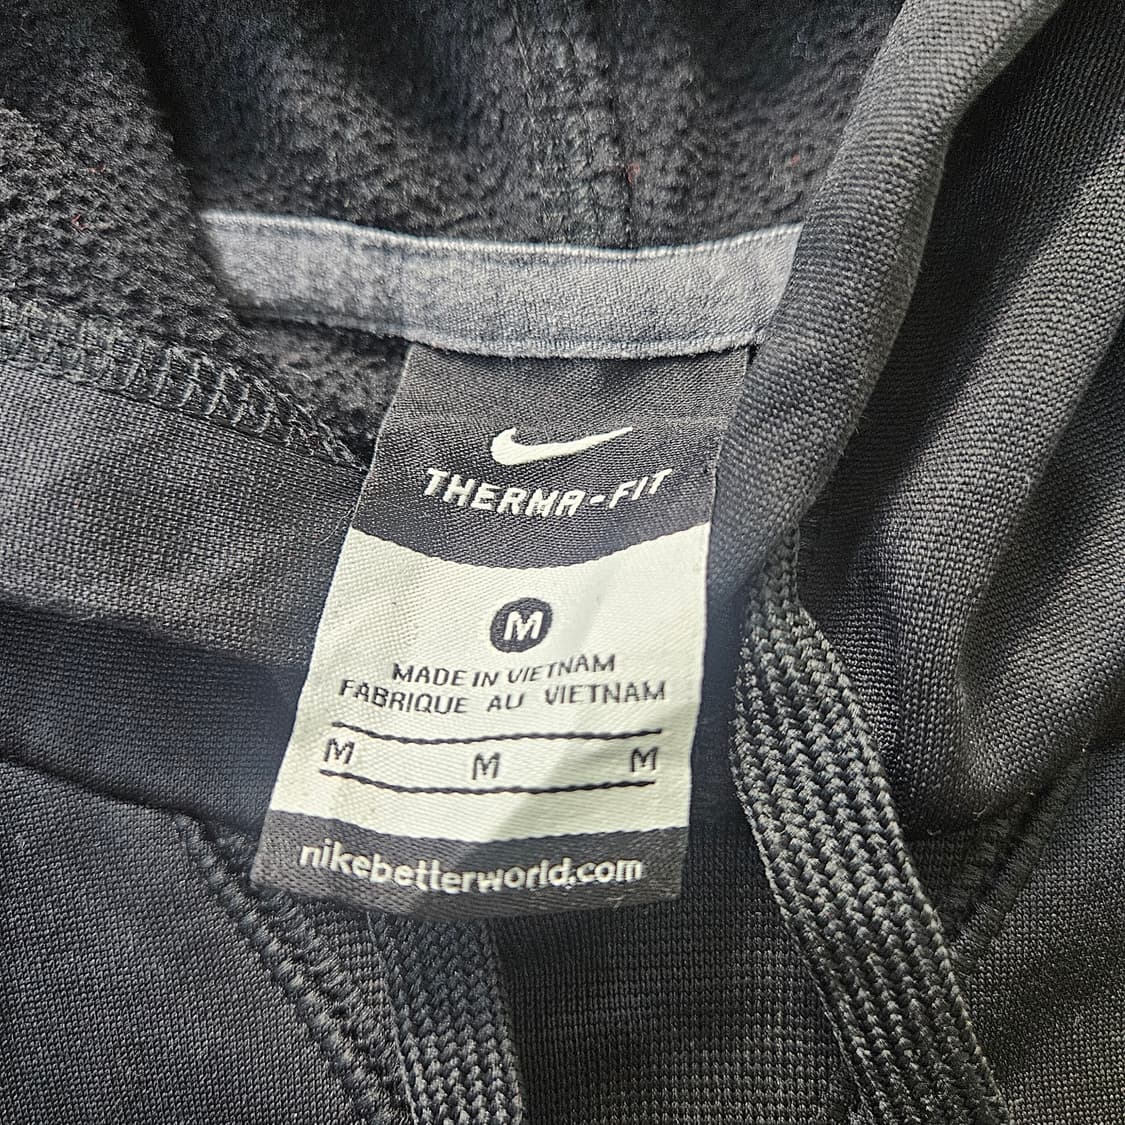 THERMA-FIT
M
MADE IN VIETNAM
FABRIQUE AU VIETNAM
M M M
nikebetterworld.com